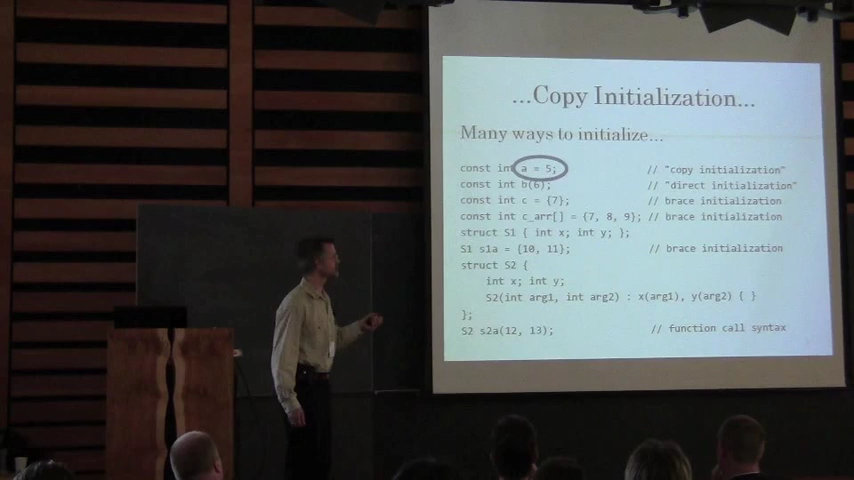 ...Copy Initialization...
Many ways to initialize...
const int a = 5; // "copy initialization"
const int b(6); // "direct initialization"
const int c = {7}; // brace initialization
const int c_arr[] = {7, 8, 9}; // brace initialization
struct S1 { int x; int y; };
S1 s1a = {10, 11}; // brace initialization
struct S2 {
int x; int y;
S2(int arg1, int arg2) : x(arg1), y(arg2) { }
};
S2 s2a(12, 13); // function call syntax